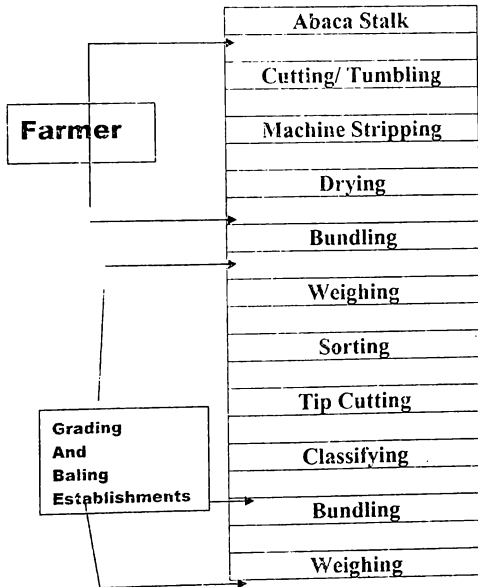 Abaca Stalk
Cutting/ Tumbling
Farmer
Machine Stripping
Drying
Bundling
Weighing
Sorting
Tip Cutting
Grading
And
Baling
Establishments
Classifying
Bundling
Weighing